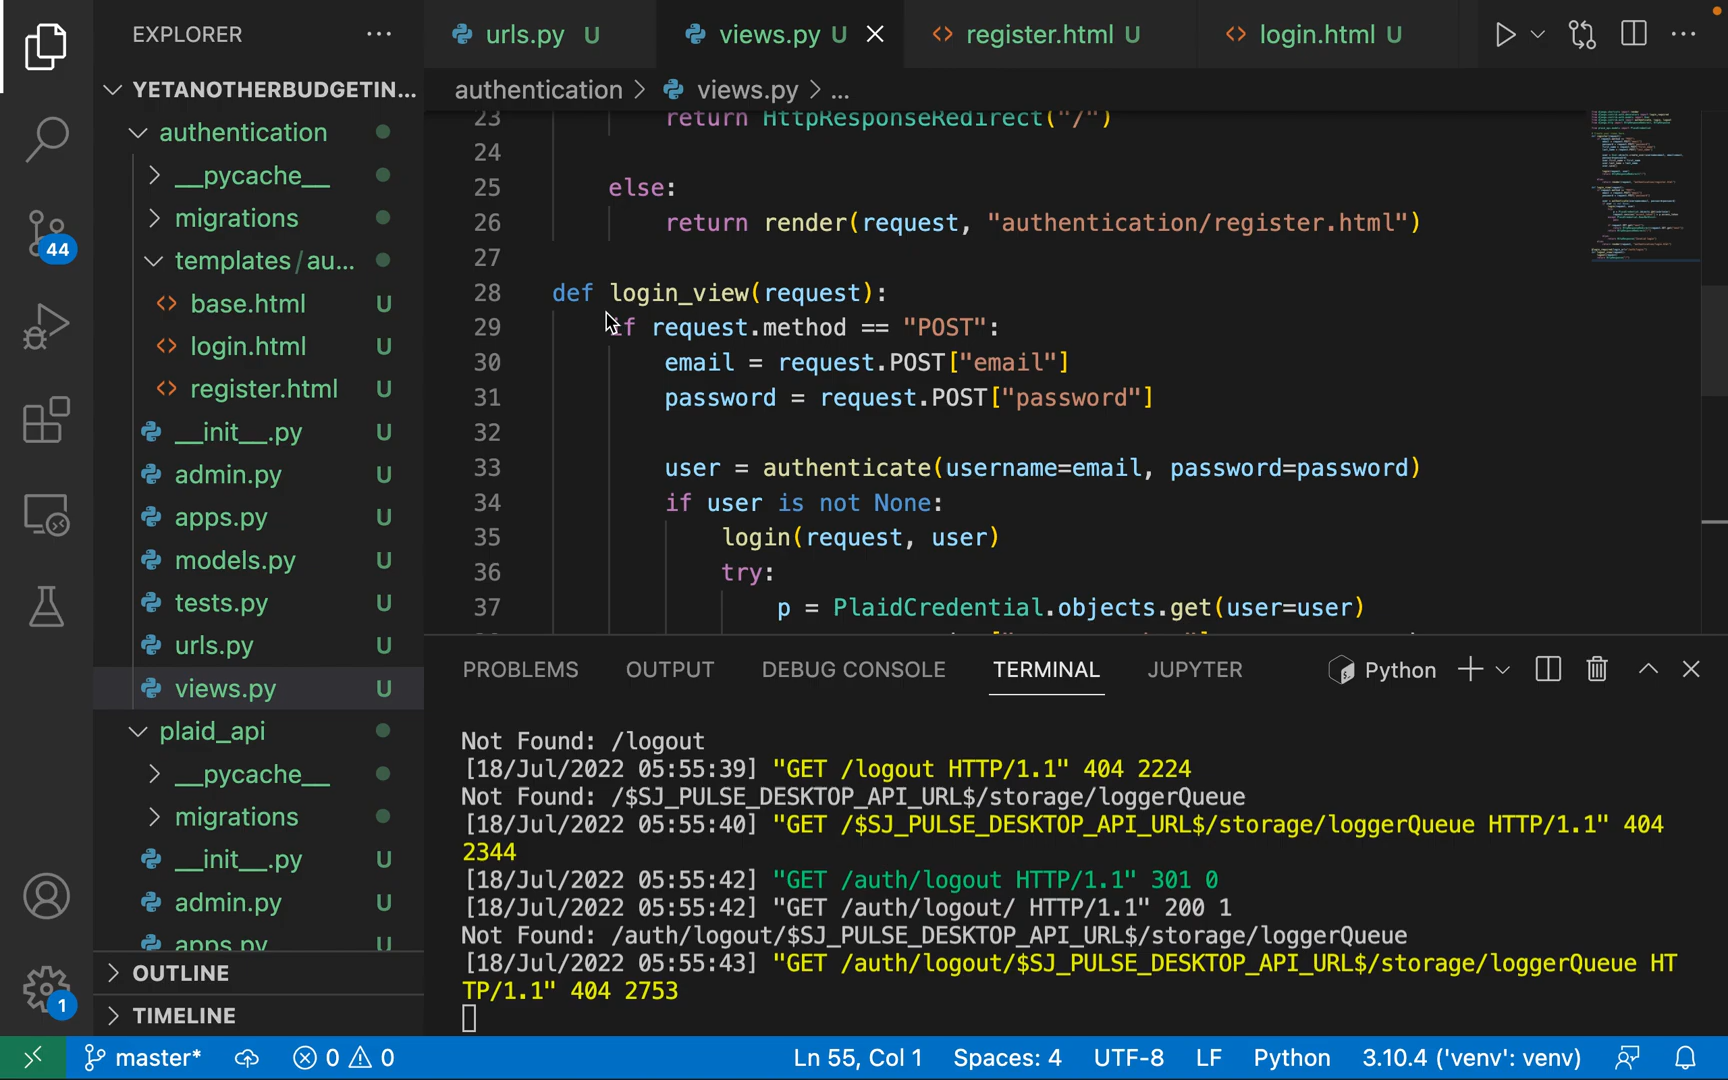 EXPLORER ...
urls.py U
views.py U
register.html U
login.html U
YETANOTHERBUDGETIN...
authentication > views.py > ...
authentication
__pycache__
migrations
templates / au...
base.html U
login.html U
register.html U
__init__.py U
admin.py U
apps.py U
models.py U
tests.py U
urls.py U
views.py U
plaid_api
__pycache__
migrations
__init__.py U
admin.py U
apps.py U
OUTLINE
TIMELINE
44
1
23 return HttpResponseRedirect("/")
24
25 else:
26 return render(request, "authentication/register.html")
27
28 def login_view(request):
29 if request.method == "POST":
30 email = request.POST["email"]
31 password = request.POST["password"]
32
33 user = authenticate(username=email, password=password)
34 if user is not None:
35 login(request, user)
36 try:
37 p = PlaidCredential.objects.get(user=user)
PROBLEMS OUTPUT DEBUG CONSOLE TERMINAL JUPYTER Python
Not Found: /logout
[18/Jul/2022 05:55:39] "GET /logout HTTP/1.1" 404 2224
Not Found: /$SJ_PULSE_DESKTOP_API_URL$/storage/loggerQueue
[18/Jul/2022 05:55:40] "GET /$SJ_PULSE_DESKTOP_API_URL$/storage/loggerQueue HTTP/1.1" 404
2344
[18/Jul/2022 05:55:42] "GET /auth/logout HTTP/1.1" 301 0
[18/Jul/2022 05:55:42] "GET /auth/logout/ HTTP/1.1" 200 1
Not Found: /auth/logout/$SJ_PULSE_DESKTOP_API_URL$/storage/loggerQueue
[18/Jul/2022 05:55:43] "GET /auth/logout/$SJ_PULSE_DESKTOP_API_URL$/storage/loggerQueue HT
TP/1.1" 404 2753
master* 0 0 Ln 55, Col 1 Spaces: 4 UTF-8 LF Python 3.10.4 ('venv': venv)